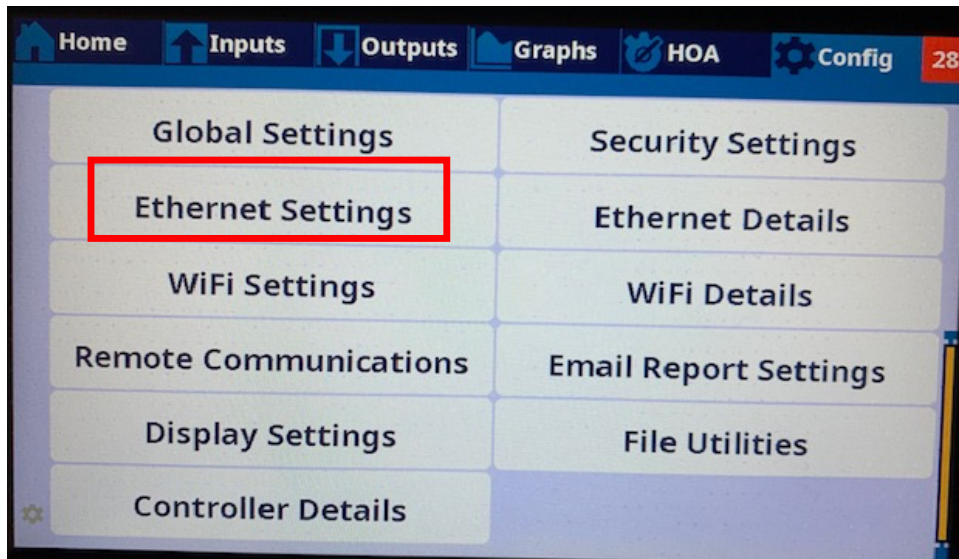 Home Inputs Outputs Graphs HOA Config 28
Global Settings Security Settings
Ethernet Settings Ethernet Details
WiFi Settings WiFi Details
Remote Communications Email Report Settings
Display Settings File Utilities
Controller Details